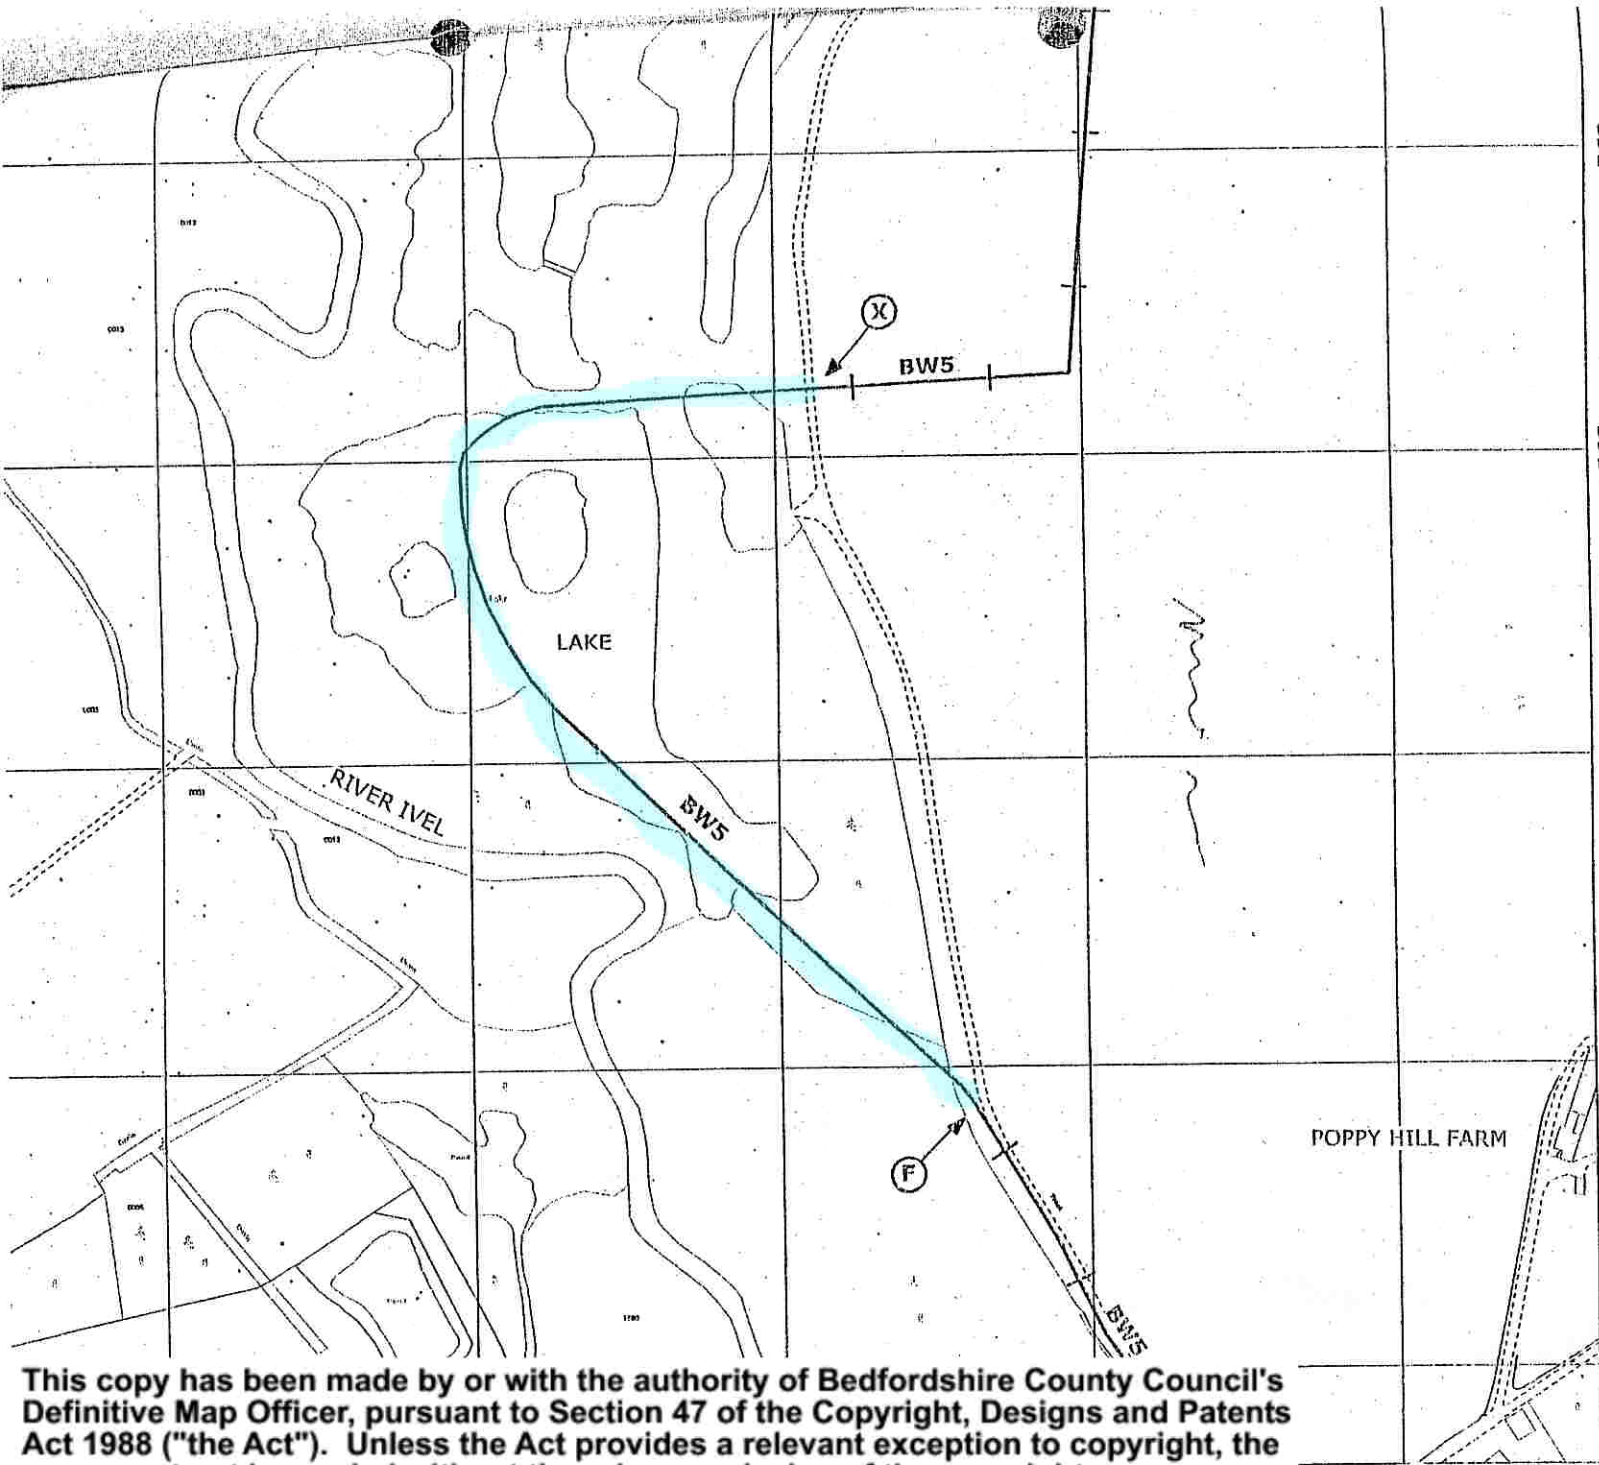 X
BW5
LAKE
RIVER IVEL
BW5
POPPY HILL FARM
F
BW5
This copy has been made by or with the authority of Bedfordshire County Council's
Definitive Map Officer, pursuant to Section 47 of the Copyright, Designs and Patents
Act 1988 ("the Act"). Unless the Act provides a relevant exception to copyright, the